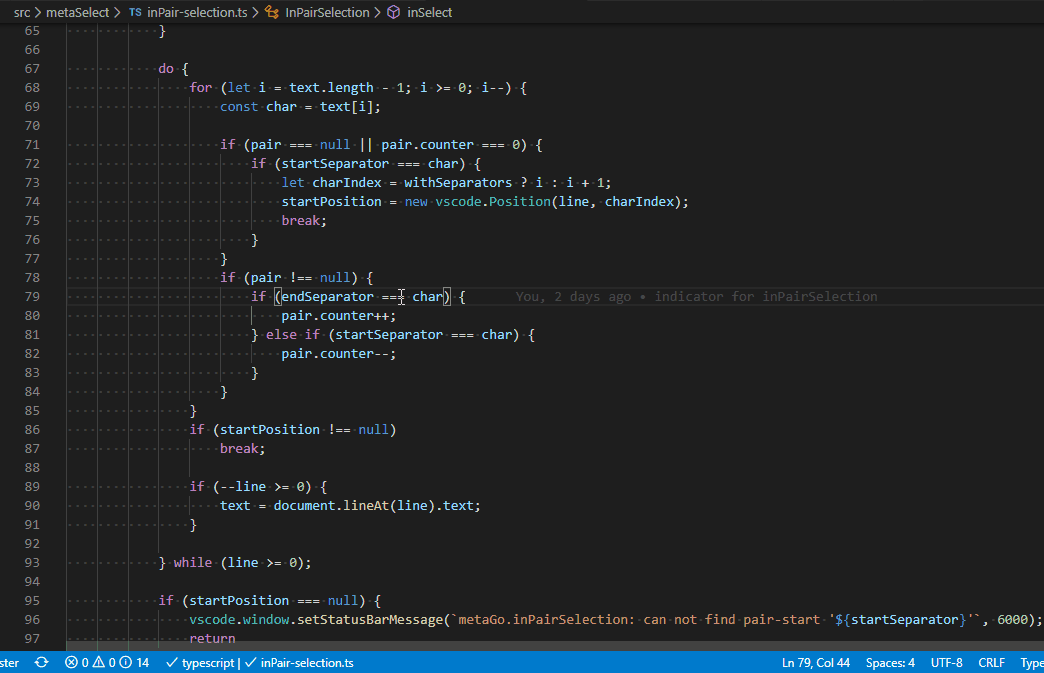 src > metaSelect > TS inPair-selection.ts > InPairSelection > inSelect
65 }
66
67 do {
68 for (let i = text.length - 1; i >= 0; i--) {
69 const char = text[i];
70
71 if (pair === null || pair.counter === 0) {
72 if (startSeparator === char) {
73 let charIndex = withSeparators ? i : i + 1;
74 startPosition = new vscode.Position(line, charIndex);
75 break;
76 }
77 }
78 if (pair !== null) {
79 if (endSeparator === char) { You, 2 days ago • indicator for inPairSelection
80 pair.counter++;
81 } else if (startSeparator === char) {
82 pair.counter--;
83 }
84 }
85 }
86 if (startPosition !== null)
87 break;
88
89 if (--line >= 0) {
90 text = document.lineAt(line).text;
91 }
92
93 } while (line >= 0);
94
95 if (startPosition === null) {
96 vscode.window.setStatusBarMessage(`metaGo.inPairSelection: can not find pair-start '${startSeparator}'`, 6000);
97 return
ster 0 0 14 typescript | inPair-selection.ts Ln 79, Col 44 Spaces: 4 UTF-8 CRLF Type